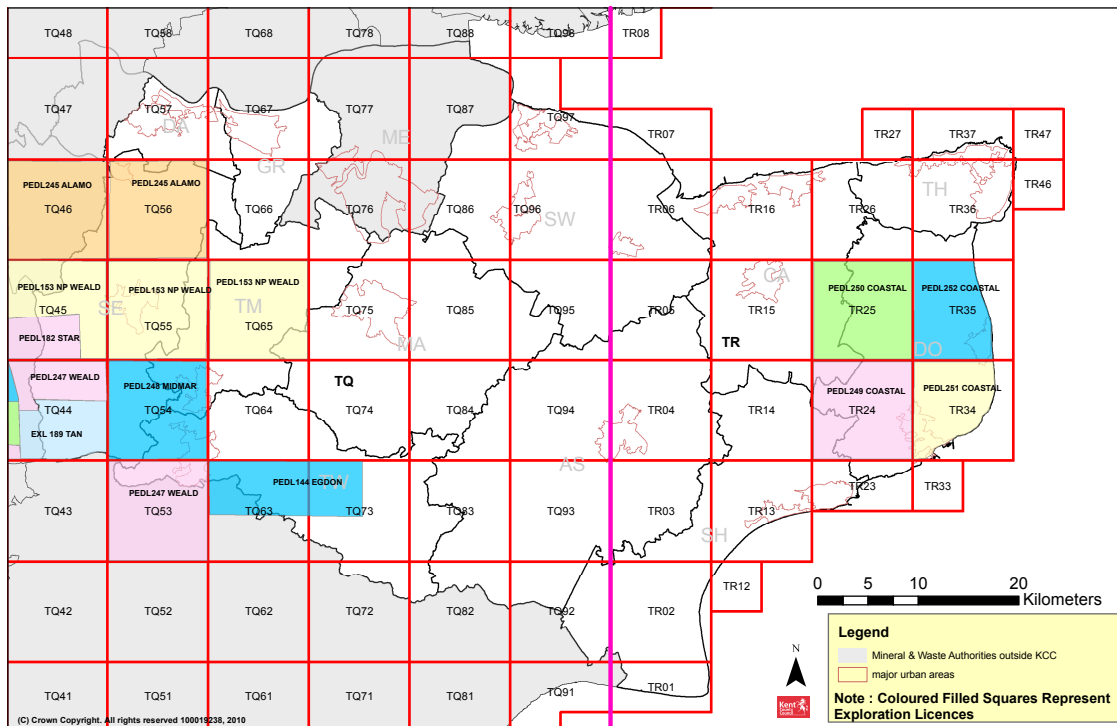 TQ48 TQ58 TQ68 TQ78 TQ88 TQ98 TR08
TQ47 TQ57 TQ67 TQ77 TQ87 TQ97 TR07 TR27 TR37 TR47
DA ME
GR
PEDL245 ALAMO PEDL245 ALAMO TH TR46
TQ46 TQ56 TQ66 TQ76 TQ86 TQ96 SW TR06 TR16 TR26 TR36
PEDL153 NP WEALD PEDL153 NP WEALD PEDL153 NP WEALD CA PEDL250 COASTAL PEDL252 COASTAL
TQ45 SE TQ55 TM TQ65 TQ75 TQ85 TQ95 TR05 TR15 TR25 TR35
PEDL182 STAR MA TR DO
PEDL247 WEALD PEDL248 MIDMAR TQ PEDL249 COASTAL PEDL251 COASTAL
TQ44 TQ54 TQ64 TQ74 TQ84 TQ94 TR04 TR14 TR24 TR34
EXL 189 TAN
AS
PEDL247 WEALD PEDL144 EGDON TW TR23 TR33
TQ43 TQ53 TQ63 TQ73 TQ83 TQ93 TR03 TR13
SH
TQ42 TQ52 TQ62 TQ72 TQ82 TQ92 TR02 TR12
0 5 10 20
Kilometers
TQ41 TQ51 TQ61 TQ71 TQ81 TQ91 TR01
Legend
Mineral & Waste Authorities outside KCC
major urban areas
Note : Coloured Filled Squares Represent
Exploration Licences
N
Kent
County
Council
(C) Crown Copyright. All rights reserved 100019238, 2010